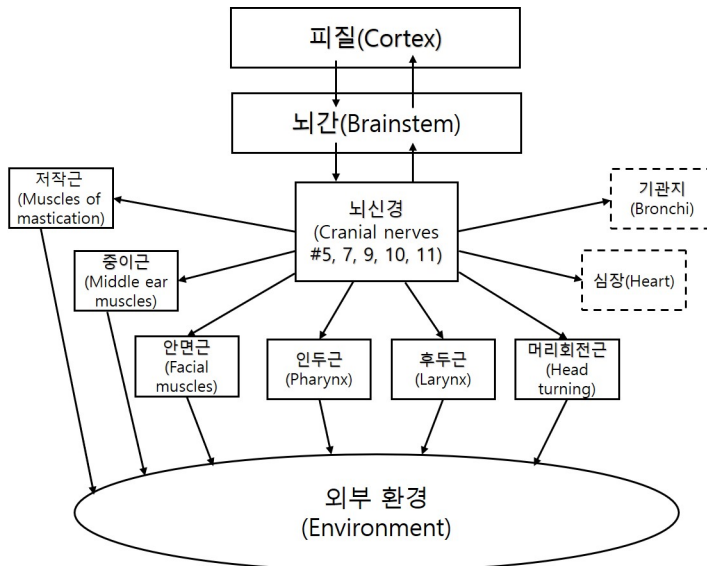 피질(Cortex)
뇌간(Brainstem)
저작근
(Muscles of
mastication)
뇌신경
(Cranial nerves
#5, 7, 9, 10, 11)
기관지
(Bronchi)
중이근
(Middle ear
muscles)
심장(Heart)
안면근
(Facial
muscles)
인두근
(Pharynx)
후두근
(Larynx)
머리회전근
(Head
turning)
외부 환경
(Environment)